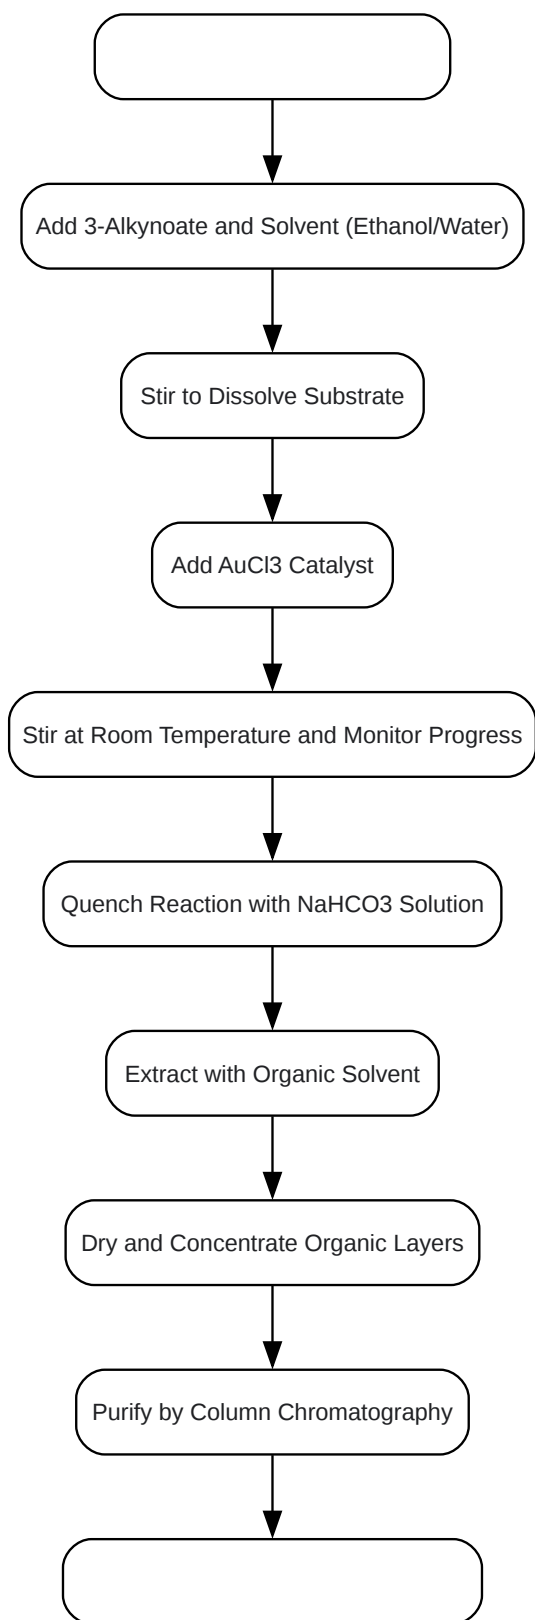 Add 3-Alkynoate and Solvent (Ethanol/Water)
Stir to Dissolve Substrate
Add AuCl3 Catalyst
Stir at Room Temperature and Monitor Progress
Quench Reaction with NaHCO3 Solution
Extract with Organic Solvent
Dry and Concentrate Organic Layers
Purify by Column Chromatography